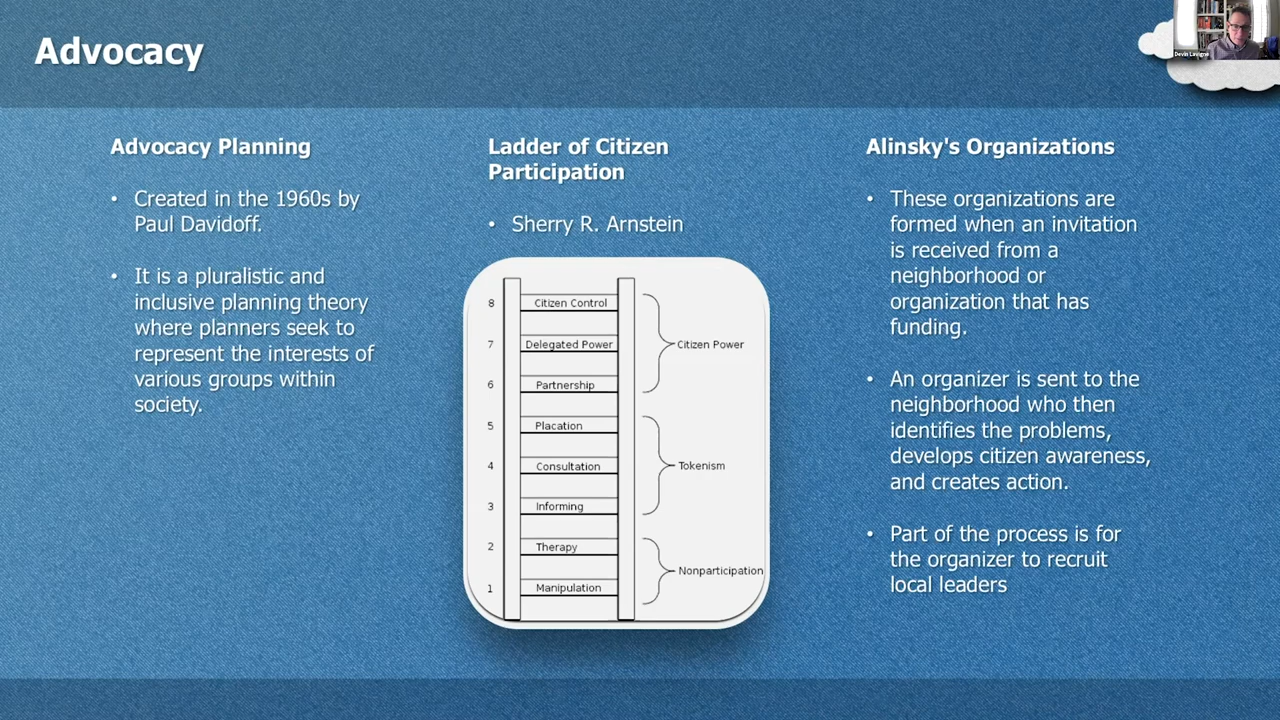 Advocacy
Devin Lavigne
Advocacy Planning
• Created in the 1960s by
Paul Davidoff.
• It is a pluralistic and
inclusive planning theory
where planners seek to
represent the interests of
various groups within
society.
Ladder of Citizen
Participation
• Sherry R. Arnstein
8 Citizen Control
7 Delegated Power
6 Partnership
Citizen Power
5 Placation
4 Consultation
3 Informing
Tokenism
2 Therapy
1 Manipulation
Nonparticipation
Alinsky's Organizations
• These organizations are
formed when an invitation
is received from a
neighborhood or
organization that has
funding.
• An organizer is sent to the
neighborhood who then
identifies the problems,
develops citizen awareness,
and creates action.
• Part of the process is for
the organizer to recruit
local leaders